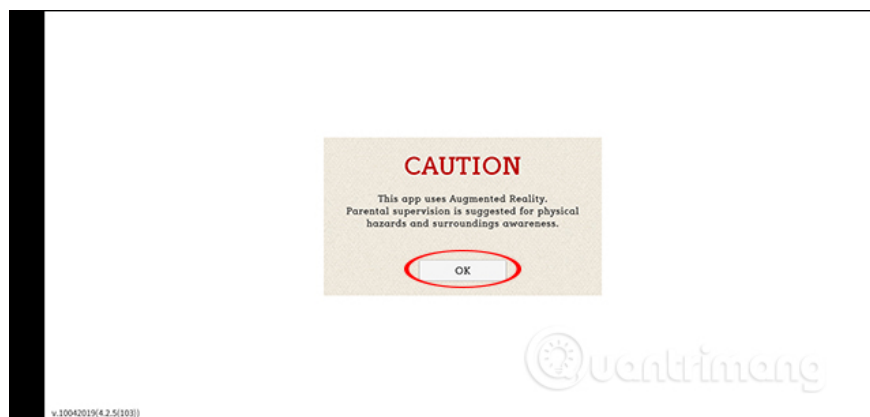 CAUTION
This app uses Augmented Reality.
Parental supervision is suggested for physical
hazards and surroundings awareness.
OK
uantrimang
v.10042019(4.2.5(103))